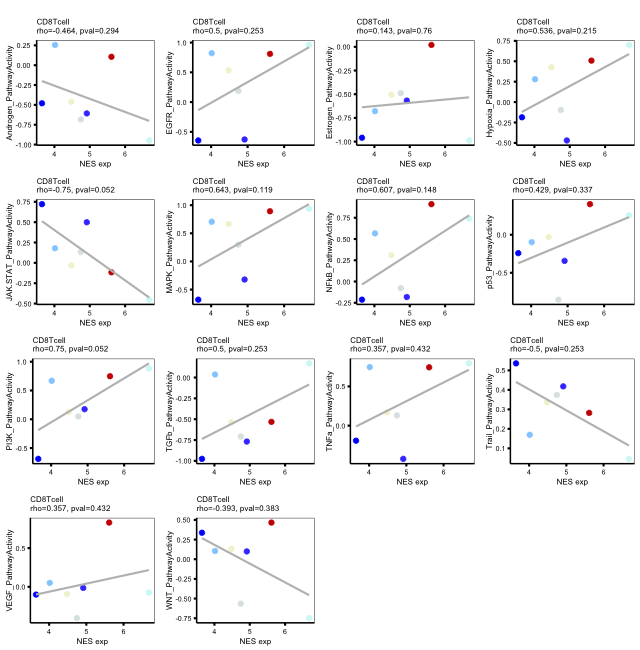 CD8Tcell
rho=-0.464, pval=0.294
Androgen_PathwayActivity
0.25
0.00
-0.25
-0.50
-0.75
-1.00
4 5 6
NES exp
CD8Tcell
rho=0.5, pval=0.253
EGFR_PathwayActivity
1.0
0.5
0.0
-0.5
4 5 6
NES exp
CD8Tcell
rho=0.143, pval=0.76
Estrogen_PathwayActivity
0.0
-0.5
-1.0
4 5 6
NES exp
CD8Tcell
rho=0.536, pval=0.215
Hypoxia_PathwayActivity
0.75
0.50
0.25
0.00
-0.25
-0.50
4 5 6
NES exp
CD8Tcell
rho=-0.75, pval=0.052
JAK.STAT_PathwayActivity
0.75
0.50
0.25
0.00
-0.25
-0.50
4 5 6
NES exp
CD8Tcell
rho=0.643, pval=0.119
MAPK_PathwayActivity
1.0
0.5
0.0
-0.5
4 5 6
NES exp
CD8Tcell
rho=0.607, pval=0.148
NFkB_PathwayActivity
0.75
0.50
0.25
0.00
-0.25
4 5 6
NES exp
CD8Tcell
rho=0.429, pval=0.337
p53_PathwayActivity
0.0
-0.5
4 5 6
NES exp
CD8Tcell
rho=0.75, pval=0.052
PI3K_PathwayActivity
1.0
0.5
0.0
-0.5
4 5 6
NES exp
CD8Tcell
rho=0.5, pval=0.253
TGFb_PathwayActivity
0.00
-0.25
-0.50
-0.75
-1.00
4 5 6
NES exp
CD8Tcell
rho=0.357, pval=0.432
TNFa_PathwayActivity
0.5
0.0
4 5 6
NES exp
CD8Tcell
rho=-0.5, pval=0.253
Trail_PathwayActivity
0.5
0.4
0.3
0.2
0.1
4 5 6
NES exp
CD8Tcell
rho=0.357, pval=0.432
VEGF_PathwayActivity
0.5
0.0
4 5 6
NES exp
CD8Tcell
rho=-0.393, pval=0.383
WNT_PathwayActivity
0.50
0.25
0.00
-0.25
-0.50
-0.75
4 5 6
NES exp